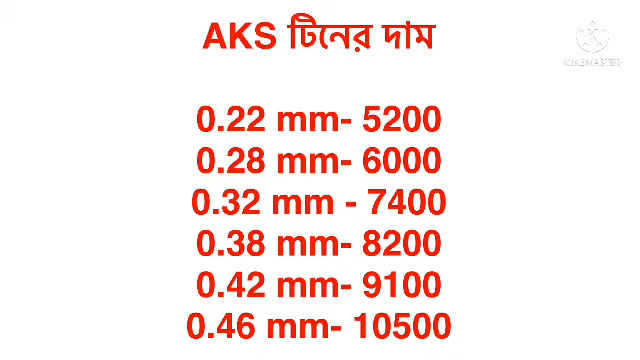 AKS টিনের দাম
KINEMASTER
0.22 mm- 5200
0.28 mm- 6000
0.32 mm - 7400
0.38 mm- 8200
0.42 mm- 9100
0.46 mm- 10500